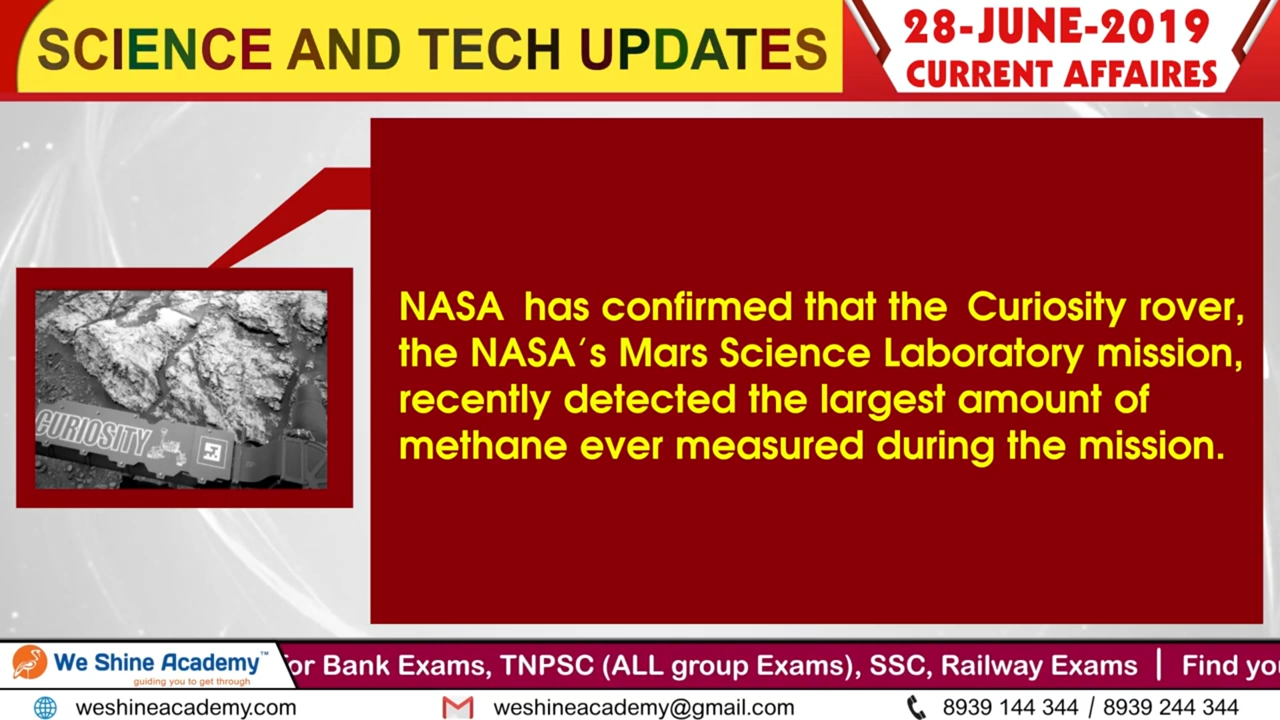 SCIENCE AND TECH UPDATES
28-JUNE-2019
CURRENT AFFAIRES
NASA has confirmed that the Curiosity rover,
the NASA´s Mars Science Laboratory mission,
recently detected the largest amount of
methane ever measured during the mission.
CURIOSITY
We Shine Academy™
guiding you to get through
Bank Exams, TNPSC (ALL group Exams), SSC, Railway Exams | Find
weshineacademy.com
weshineacademy@gmail.com
8939 144 344 / 8939 244 344